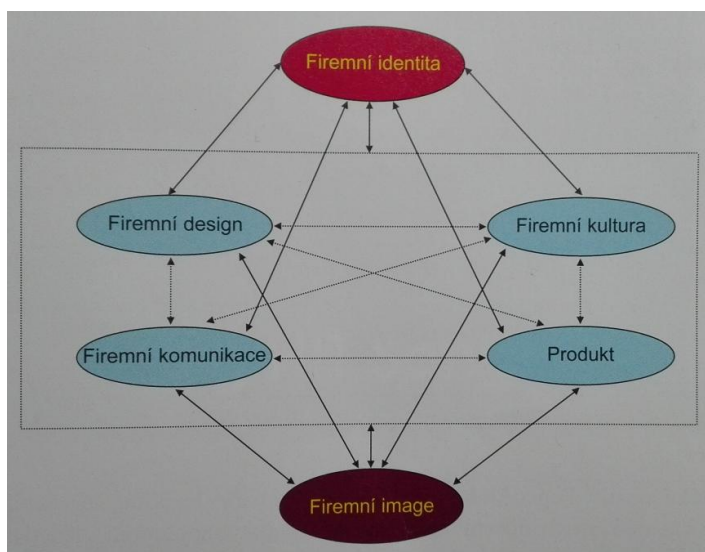 Firemní identita
Firemní design
Firemní kultura
Firemní komunikace
Produkt
Firemní image